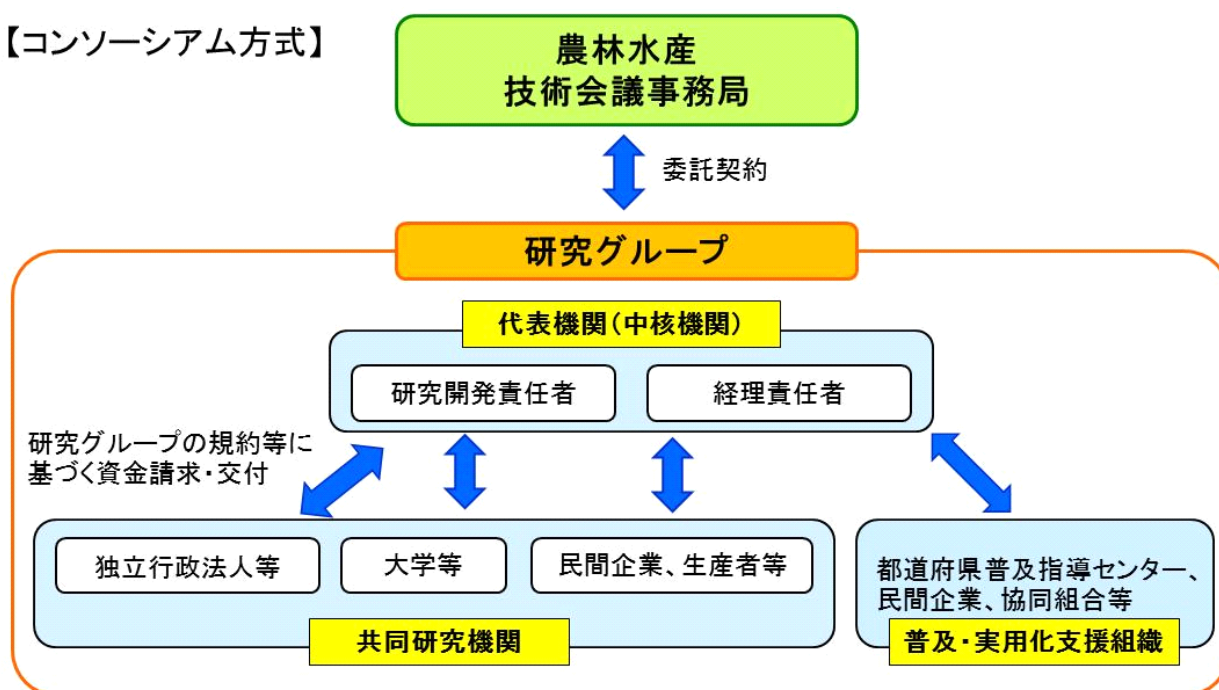 【コンソーシアム方式】
農林水産
技術会議事務局
委託契約
研究グループ
代表機関(中核機関)
研究開発責任者
経理責任者
研究グループの規約等に
基づく資金請求・交付
独立行政法人等
大学等
民間企業、生産者等
共同研究機関
都道府県普及指導センター、
民間企業、協同組合等
普及・実用化支援組織